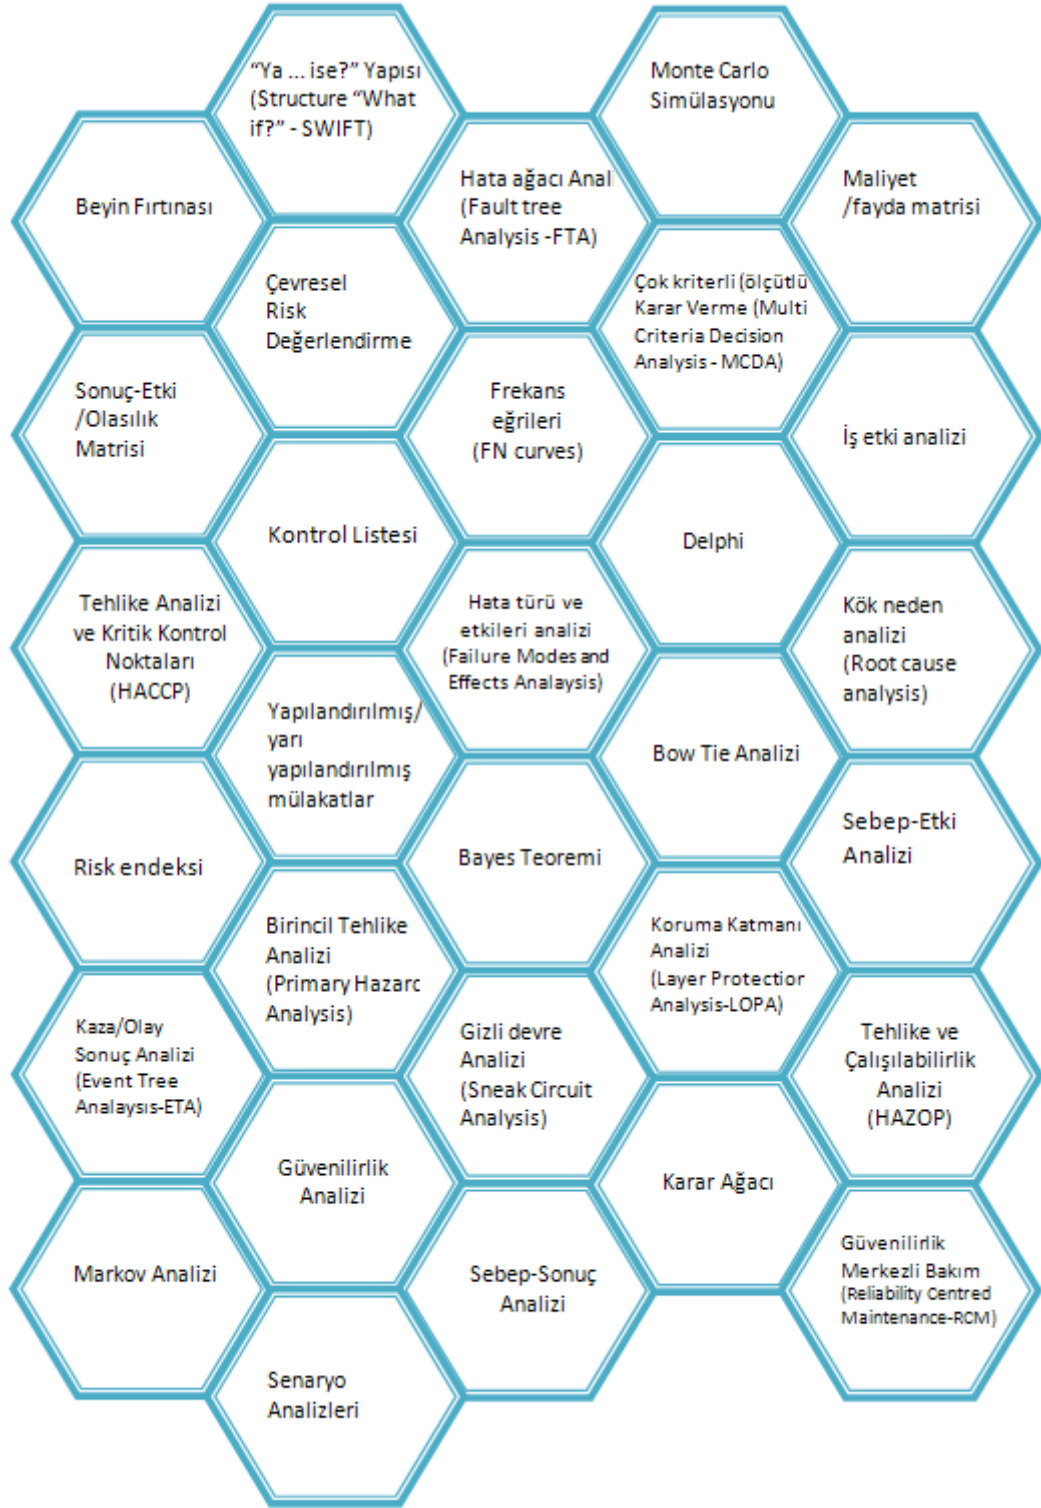 "Ya ... ise?" Yapısı
(Structure "What
if?" - SWIFT)
Monte Carlo
Simülasyonu
Beyin Fırtınası
Hata ağacı Anal
(Fault tree
Analysis -FTA)
Maliyet
/fayda matrisi
Çevresel
Risk
Değerlendirme
Çok kriterli (ölçütlü
Karar Verme (Multi
Criteria Decision
Analysis - MCDA)
Sonuç-Etki
/Olasılık
Matrisi
Frekans
eğrileri
(FN curves)
İş etki analizi
Kontrol Listesi
Delphi
Tehlike Analizi
ve Kritik Kontrol
Noktaları
(HACCP)
Hata türü ve
etkileri analizi
(Failure Modes and
Effects Analaysis)
Kök neden
analizi
(Root cause
analysis)
Yapılandırılmış/
yarı
yapılandırılmış
mülakatlar
Bow Tie Analizi
Risk endeksi
Bayes Teoremi
Sebep-Etki
Analizi
Birincil Tehlike
Analizi
(Primary Hazarc
Analysis)
Koruma Katmanı
Analizi
(Layer Protection
Analysis-LOPA)
Kaza/Olay
Sonuç Analizi
(Event Tree
Analaysıs-ETA)
Gizli devre
Analizi
(Sneak Circuit
Analysis)
Tehlike ve
Çalışılabilirlik
Analizi
(HAZOP)
Güvenilirlik
Analizi
Karar Ağacı
Markov Analizi
Sebep-Sonuç
Analizi
Güvenilirlik
Merkezli Bakım
(Reliability Centred
Maintenance-RCM)
Senaryo
Analizleri